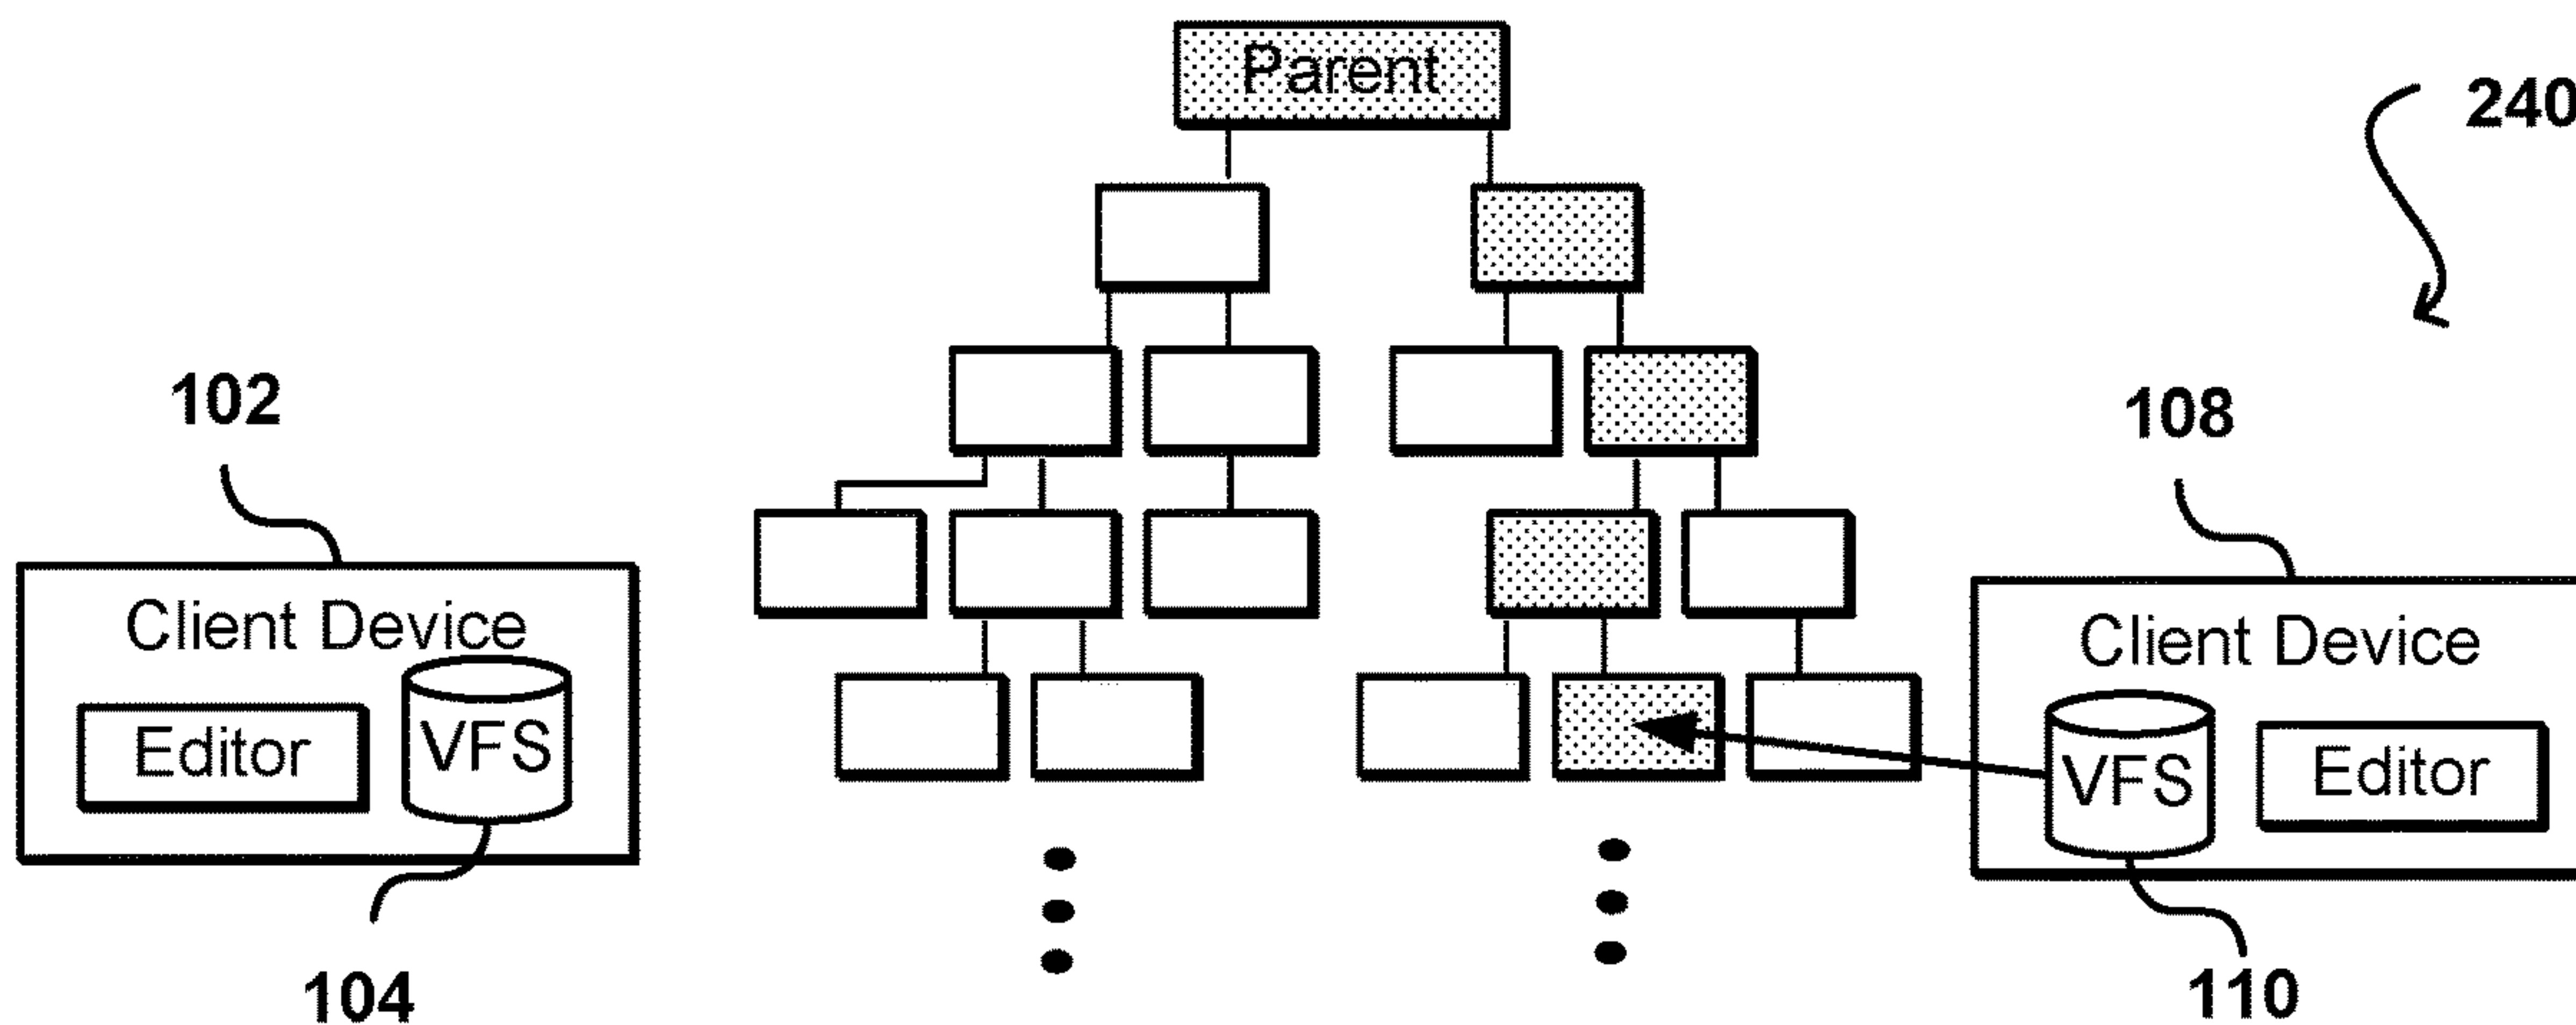 Parent
240
102
108
Client Device
Editor
VFS
Client Device
VFS
Editor
104
110